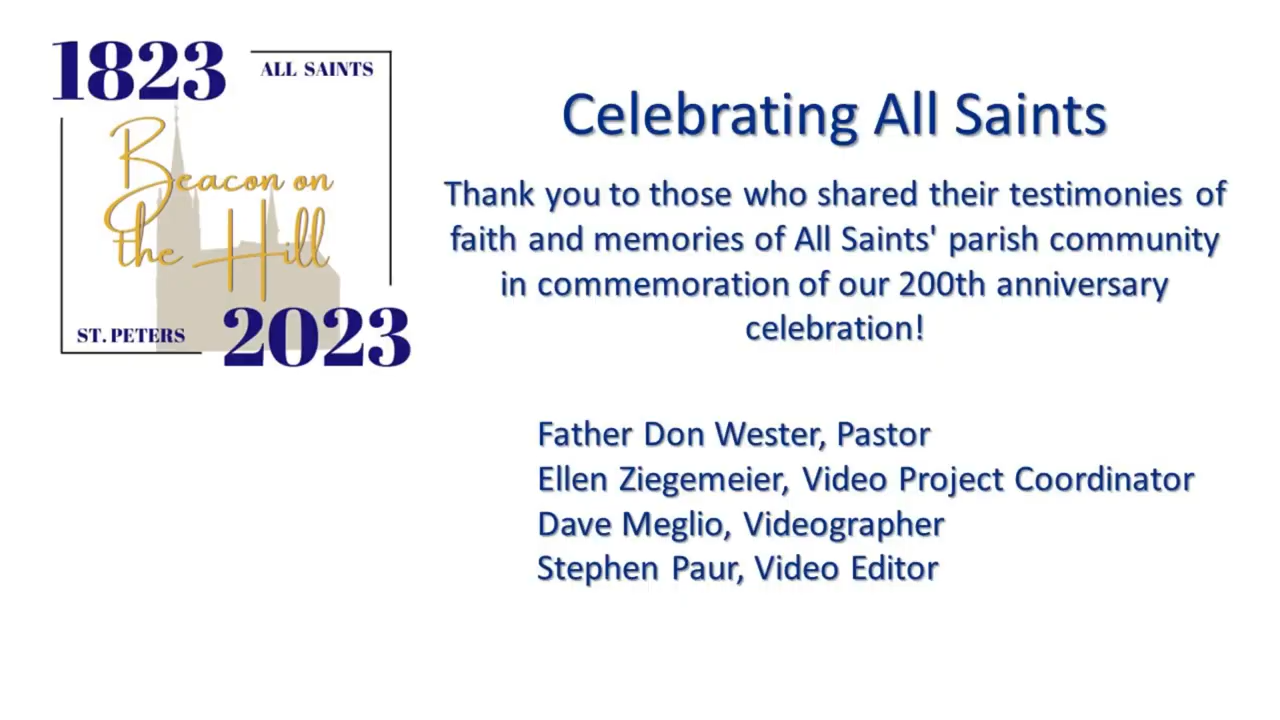 1823
ALL SAINTS
Beacon on
the Hill
ST. PETERS
2023
Celebrating All Saints
Thank you to those who shared their testimonies of
faith and memories of All Saints' parish community
in commemoration of our 200th anniversary
celebration!
Father Don Wester, Pastor
Ellen Ziegemeier, Video Project Coordinator
Dave Meglio, Videographer
Stephen Paur, Video Editor